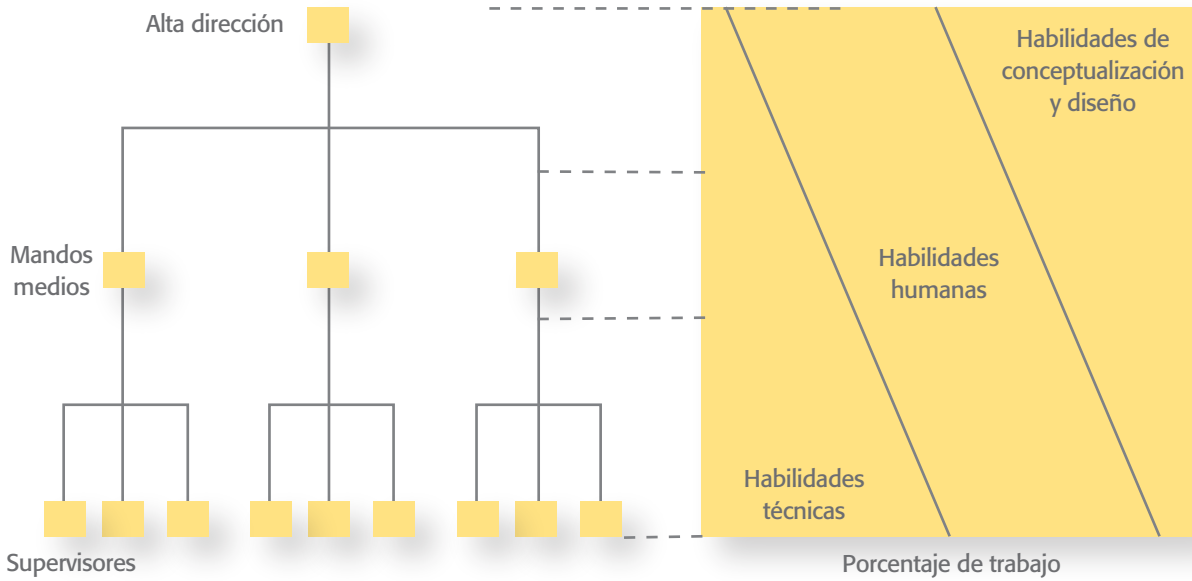 Alta dirección
Habilidades de
conceptualización
y diseño
Mandos
medios
Habilidades
humanas
Habilidades
técnicas
Supervisores
Porcentaje de trabajo